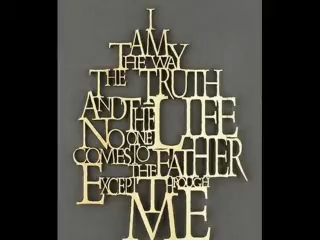 I
AM
THE WAY
THE TRUTH
AND THE LIFE
NO ONE
COMES TO THE FATHER
EXCEPT THROUGH
ME